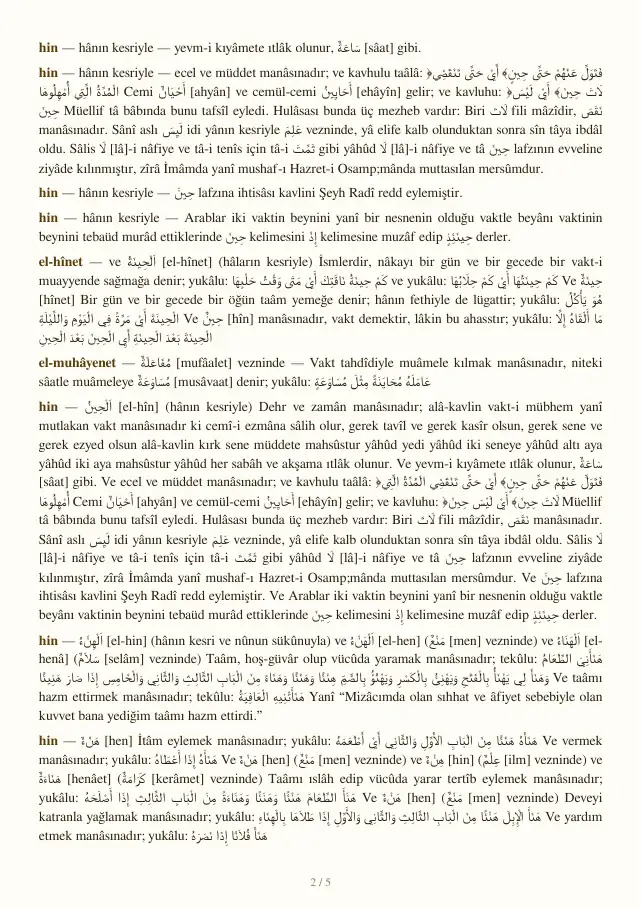 hin — hânın kesriyle — yevm-i kıyâmete ıtlâk olunur, سَاعَةٌ [sâat] gibi.
hin — hânın kesriyle — ecel ve müddet manâsınadır; ve kavluhu taâlâ: ﴿فَتَوَلَّ عَنْهُمْ حَتَّى حِينٍ﴾ أَيْ حَتَّى تَنْقَضِيَ
الْمُدَّةُ الَّتِي أُمْهِلُوهَا Cemi أَحْيَانٌ [ahyân] ve cemül-cemi أَحَايِينُ [ehâyîn] gelir; ve kavluhu: ﴿لَاتَ حِينَ﴾ أَيْ لَيْسَ
حِينَ Müellif tâ bâbında bunu tafsîl eyledi. Hulâsası bunda üç mezheb vardır: Biri لَاتَ fili mâzîdir, نَقَصَ
manâsınadır. Sânî aslı لَيِسَ idi yânın kesriyle عَلِمَ vezninde, yâ elife kalb olunduktan sonra sîn tâya ibdâl
oldu. Sâlis لَا [lâ]-i nâfiye ve tâ-i tenîs için tâ-i ثَمَّتَ gibi yâhûd لَا [lâ]-i nâfiye ve tâ حِينَ lafzının evveline
ziyâde kılınmıştır, zîrâ İmâmda yanî mushaf-ı Hazret-i Osamp;mânda muttasılan mersûmdur.
hin — hânın kesriyle — حِينَ lafzına ihtisâsı kavlini Şeyh Radî redd eylemiştir.
hin — hânın kesriyle — Arablar iki vaktin beynini yanî bir nesnenin olduğu vaktle beyânı vaktinin
beynini tebaüd murâd ettiklerinde حِينَ kelimesini إِذْ kelimesine muzâf edip حِينَئِذٍ derler.
el-hînet — ve اَلْحِينَةُ [el-hînet] (hâların kesriyle) İsmlerdir, nâkayı bir gün ve bir gecede bir vakt-i
muayyende sağmağa denir; yukâlu: كَمْ حِينَةُ نَاقَتِكَ أَيْ مَتَى وَقْتُ حَلْبِهَا ve yukâlu: كَمْ حِينَتُهَا أَيْ كَمْ حِلَابُهَا Ve حِينَةٌ
[hînet] Bir gün ve bir gecede bir öğün taâm yemeğe denir; hânın fethiyle de lügattir; yukâlu: هُوَ يَأْكُلُ
الْحِينَةَ أَيْ مَرَّةً فِي الْيَوْمِ وَاللَّيْلَةِ Ve حِينٌ [hîn] manâsınadır, vakt demektir, lâkin bu ahasstır; yukâlu: مَا أَلْقَاهُ إِلَّا
الْحِينَةَ بَعْدَ الْحِينَةِ أَيِ الْحِينَ بَعْدَ الْحِينِ
el-muhâyenet — مُفَاعَلَةٌ [mufâalet] vezninde — Vakt tahdîdiyle muâmele kılmak manâsınadır, niteki
sâatle muâmeleye مُسَاوَعَةٌ [musâvaat] denir; yukâlu: عَامَلَهُ مُحَايَنَةً مِثْلَ مُسَاوَعَةٍ
hin — اَلْحِينُ [el-hîn] (hânın kesriyle) Dehr ve zamân manâsınadır; alâ-kavlin vakt-i mübhem yanî
mutlakan vakt manâsınadır ki cemî-i ezmâna sâlih olur, gerek tavîl ve gerek kasîr olsun, gerek sene ve
gerek ezyed olsun alâ-kavlin kırk sene müddete mahsûstur yâhûd yedi yâhûd iki seneye yâhûd altı aya
yâhûd iki aya mahsûstur yâhûd her sabâh ve akşama ıtlâk olunur. Ve yevm-i kıyâmete ıtlâk olunur, سَاعَةٌ
[sâat] gibi. Ve ecel ve müddet manâsınadır; ve kavluhu taâlâ: ﴿فَتَوَلَّ عَنْهُمْ حَتَّى حِينٍ﴾ أَيْ حَتَّى تَنْقَضِي الْمُدَّةُ الَّتِي
أُمْهِلُوهَا Cemi أَحْيَانٌ [ahyân] ve cemül-cemi أَحَايِينُ [ehâyîn] gelir; ve kavluhu: ﴿لَاتَ حِينَ﴾ أَيْ لَيْسَ حِينَ Müellif
tâ bâbında bunu tafsîl eyledi. Hulâsası bunda üç mezheb vardır: Biri لَاتَ fili mâzîdir, نَقَصَ manâsınadır.
Sânî aslı لَيِسَ idi yânın kesriyle عَلِمَ vezninde, yâ elife kalb olunduktan sonra sîn tâya ibdâl oldu. Sâlis لَا
[lâ]-i nâfiye ve tâ-i tenîs için tâ-i ثَمَّتَ gibi yâhûd لَا [lâ]-i nâfiye ve tâ حِينَ lafzının evveline ziyâde
kılınmıştır, zîrâ İmâmda yanî mushaf-ı Hazret-i Osamp;mânda muttasılan mersûmdur. Ve حِينَ lafzına
ihtisâsı kavlini Şeyh Radî redd eylemiştir. Ve Arablar iki vaktin beynini yanî bir nesnenin olduğu vaktle
beyânı vaktinin beynini tebaüd murâd ettiklerinde حِينَ kelimesini إِذْ kelimesine muzâf edip حِينَئِذٍ derler.
hin — اَلْهِنْءُ [el-hin] (hânın kesri ve nûnun sükûnuyla) ve اَلْهَنْءُ [el-hen] (مَنْعٌ [men] vezninde) ve اَلْهَنَاءُ [el-
henâ] (سَلَامٌ [selâm] vezninde) Taâm, hoş-güvâr olup vücûda yaramak manâsınadır; tekûlu: هَنَأَنِي الطَّعَامُ
وَهَنَأَ لِي يَهْنَأُ بِالْفَتْحِ وَيَهْنِئُ بِالْكَسْرِ وَيَهْنُؤُ بِالضَّمِّ هِنْئًا وَهَنْئًا وَهَنَاءً مِنَ الْبَابِ الثَّالِثِ وَالثَّانِي وَالْخَامِسِ إِذَا صَارَ هَنِيئًا Ve taâmı
hazm ettirmek manâsınadır; tekûlu: هَنَأَتْنِيهِ الْعَافِيَةُ Yanî “Mizâcımda olan sıhhat ve âfiyet sebebiyle olan
kuvvet bana yediğim taâmı hazm ettirdi.”
hin — هَنْءٌ [hen] İtâm eylemek manâsınadır; yukâlu: هَنَأَهُ هَنْئًا مِنَ الْبَابِ الْأَوَّلِ وَالثَّانِي أَيْ أَطْعَمَهُ Ve vermek
manâsınadır; yukâlu: هَنَأَهُ إِذَا أَعْطَاهُ Ve هَنْءٌ [hen] (مَنْعٌ [men] vezninde) ve هِنْءٌ [hin] (عِلْمٌ [ilm] vezninde) ve
هَنَاءَةٌ [henâet] (كَرَامَةٌ [kerâmet] vezninde) Taâmı ıslâh edip vücûda yarar tertîb eylemek manâsınadır;
yukâlu: هَنَأَ الطَّعَامَ هَنْئًا وَهِنْئًا وَهَنَاءَةً مِنَ الْبَابِ الثَّالِثِ إِذَا أَصْلَحَهُ Ve هَنْءٌ [hen] (مَنْعٌ [men] vezninde) Deveyi
katranla yağlamak manâsınadır; yukâlu: هَنَأَ الْإِبِلَ هَنْئًا مِنَ الْبَابِ الثَّالِثِ وَالثَّانِي وَالْأَوَّلِ إِذَا طَلَاهَا بِالْهِنَاءِ Ve yardım
etmek manâsınadır; yukâlu: هَنَأَ فُلَانًا إِذَا نَصَرَهُ
2 / 5